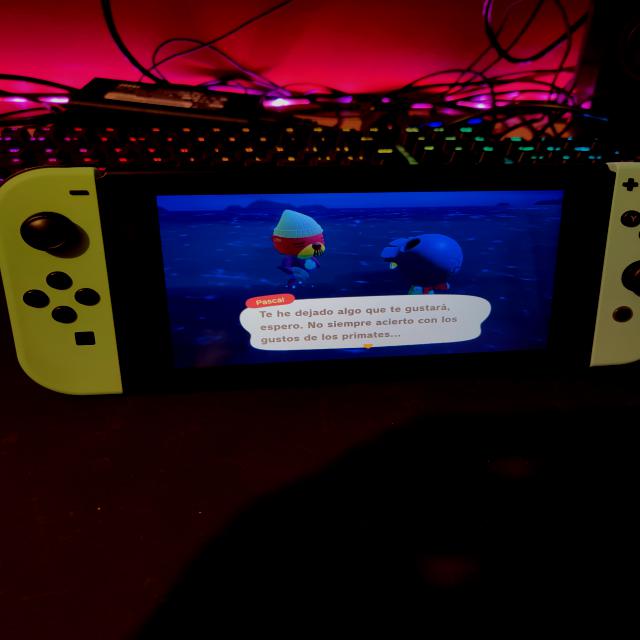 Pascal
Te he dejado algo que te gustará,
espero. No siempre acierto con los
gustos de los primates...